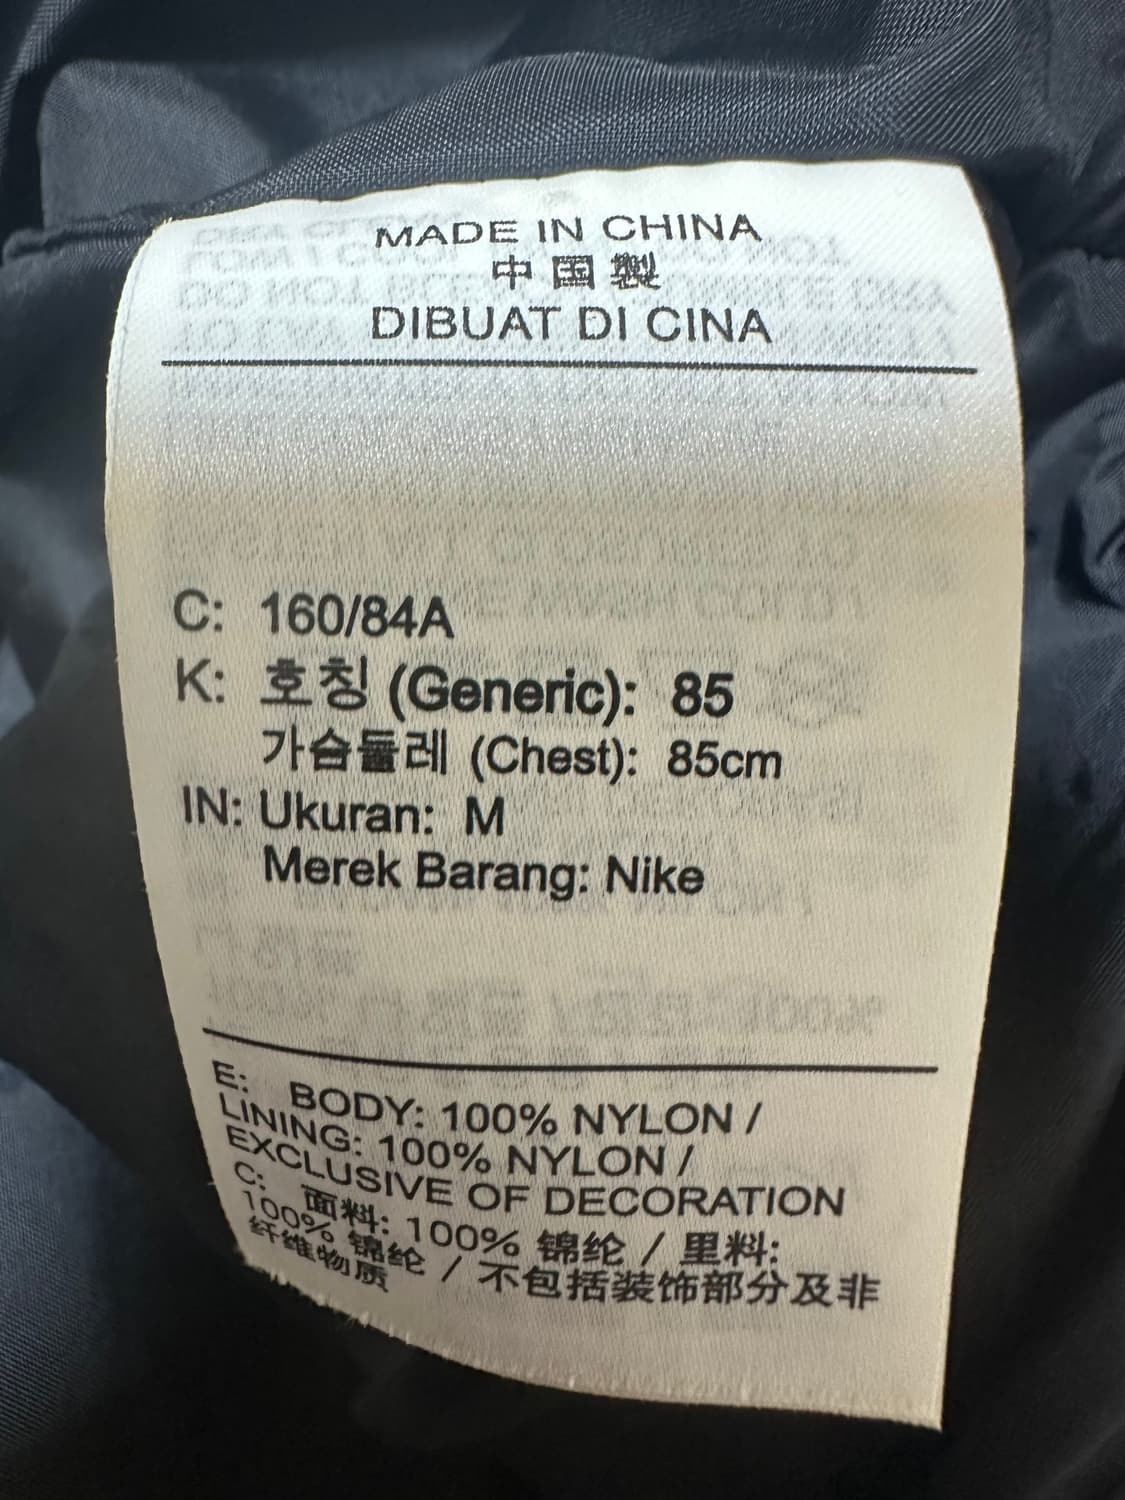 MADE IN CHINA
中国製
DIBUAT DI CINA
C: 160/84A
K: 호칭 (Generic): 85
가슴둘레 (Chest): 85cm
IN: Ukuran: M
Merek Barang: Nike
E: BODY: 100% NYLON /
LINING: 100% NYLON /
EXCLUSIVE OF DECORATION
C: 面料: 100% 锦纶 / 里料:
100% 锦纶 / 不包括装饰部分及非
纤维物质